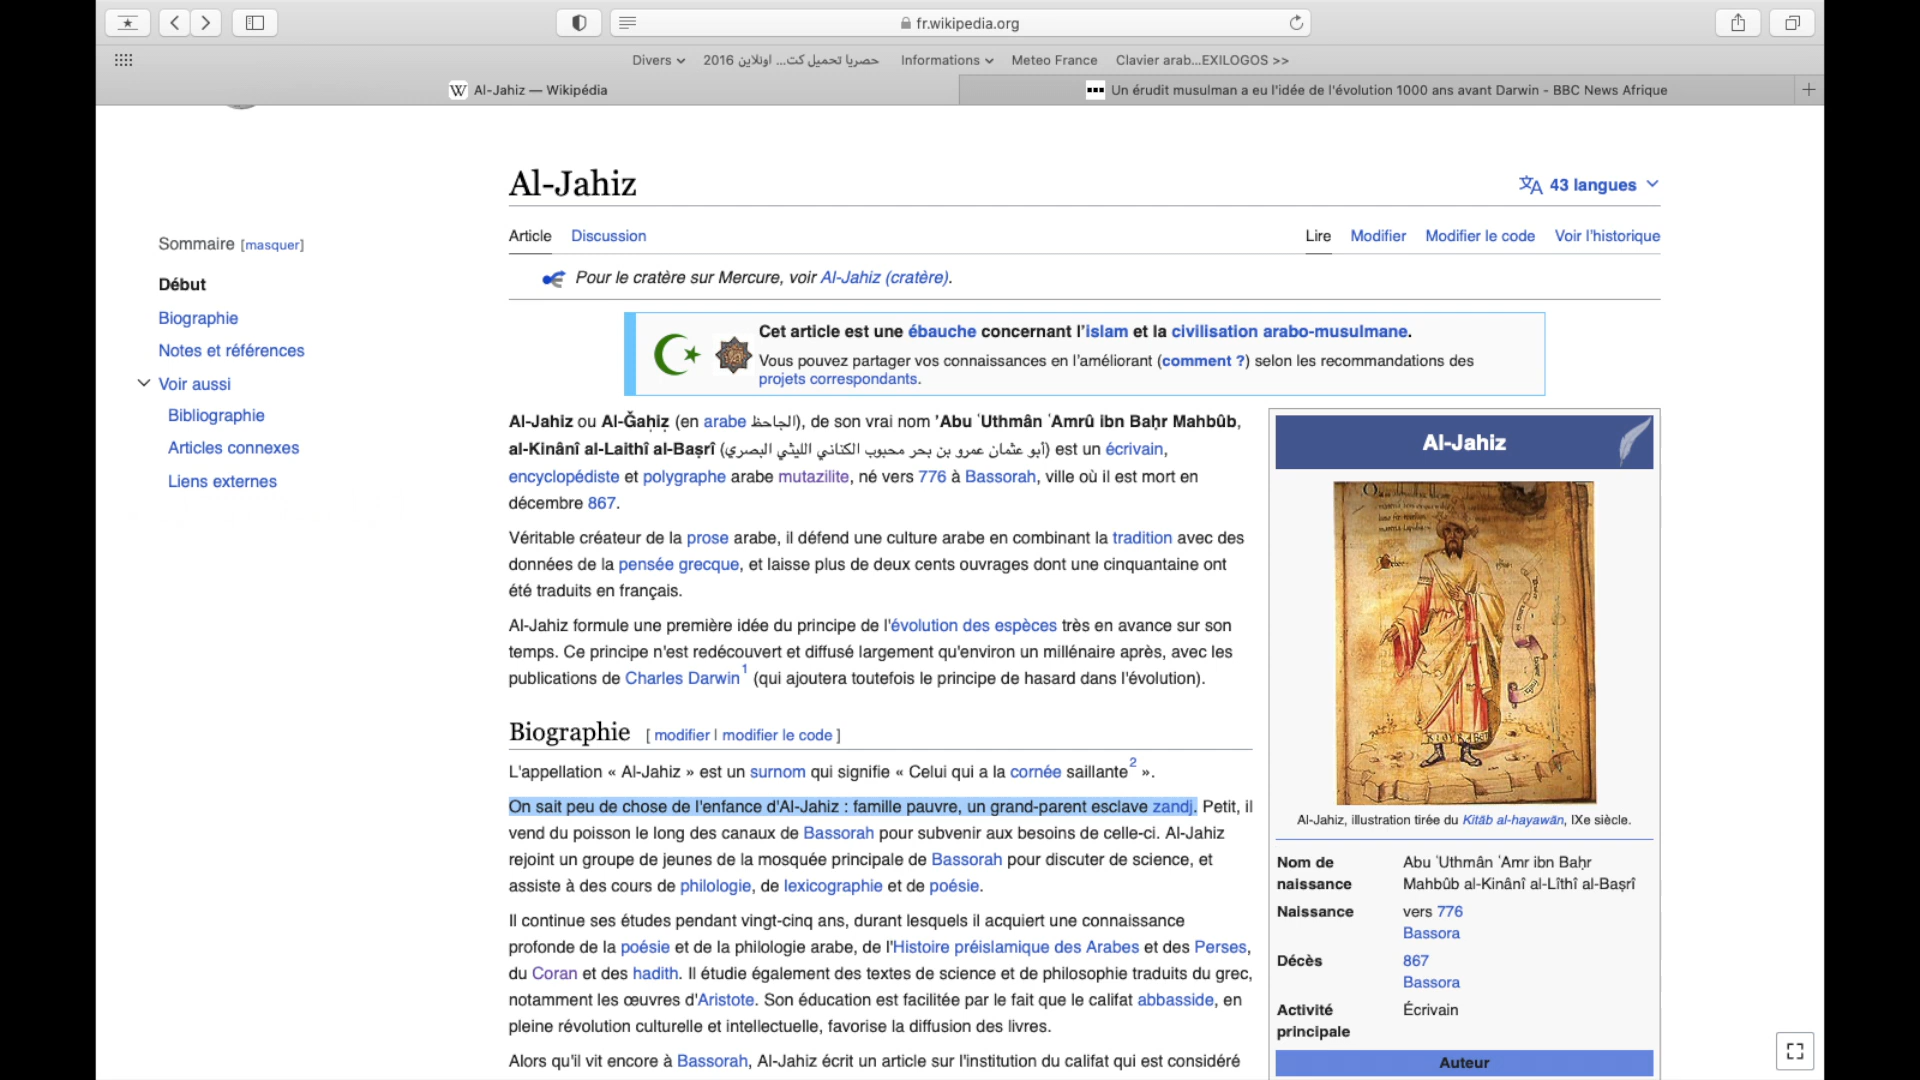 fr.wikipedia.org
Divers
حصريا تحميل كت... اونلاين 2016
Informations
Meteo France
Clavier arab...EXILOGOS >>
W Al-Jahiz — Wikipédia
Un érudit musulman a eu l'idée de l'évolution 1000 ans avant Darwin - BBC News Afrique
Al-Jahiz
43 langues
Sommaire [masquer]
Début
Biographie
Notes et références
Voir aussi
Bibliographie
Articles connexes
Liens externes
Article Discussion
Lire Modifier Modifier le code Voir l'historique
Pour le cratère sur Mercure, voir Al-Jahiz (cratère).
Cet article est une ébauche concernant l'islam et la civilisation arabo-musulmane.
Vous pouvez partager vos connaissances en l'améliorant (comment ?) selon les recommandations des
projets correspondants.
Al-Jahiz ou Al-Ǧaḥiẓ (en arabe الجاحظ), de son vrai nom 'Abu ʿUthmân ʿAmrû ibn Baḥr Mahbûb,
al-Kinânî al-Laithî al-Baṣrî (أبو عثمان عمرو بن بحر محبوب الكناني الليثي البصري) est un écrivain,
encyclopédiste et polygraphe arabe mutazilite, né vers 776 à Bassorah, ville où il est mort en
décembre 867.
Véritable créateur de la prose arabe, il défend une culture arabe en combinant la tradition avec des
données de la pensée grecque, et laisse plus de deux cents ouvrages dont une cinquantaine ont
été traduits en français.
Al-Jahiz formule une première idée du principe de l'évolution des espèces très en avance sur son
temps. Ce principe n'est redécouvert et diffusé largement qu'environ un millénaire après, avec les
publications de Charles Darwin1 (qui ajoutera toutefois le principe de hasard dans l'évolution).
Biographie [ modifier | modifier le code ]
L'appellation « Al-Jahiz » est un surnom qui signifie « Celui qui a la cornée saillante2 ».
On sait peu de chose de l'enfance d'Al-Jahiz : famille pauvre, un grand-parent esclave zandj. Petit, il
vend du poisson le long des canaux de Bassorah pour subvenir aux besoins de celle-ci. Al-Jahiz
rejoint un groupe de jeunes de la mosquée principale de Bassorah pour discuter de science, et
assiste à des cours de philologie, de lexicographie et de poésie.
Il continue ses études pendant vingt-cinq ans, durant lesquels il acquiert une connaissance
profonde de la poésie et de la philologie arabe, de l'Histoire préislamique des Arabes et des Perses,
du Coran et des hadith. Il étudie également des textes de science et de philosophie traduits du grec,
notamment les œuvres d'Aristote. Son éducation est facilitée par le fait que le califat abbasside, en
pleine révolution culturelle et intellectuelle, favorise la diffusion des livres.
Alors qu'il vit encore à Bassorah, Al-Jahiz écrit un article sur l'institution du califat qui est considéré
Al-Jahiz
Al-Jahiz, illustration tirée du Kitāb al-hayawān, IXe siècle.
Nom de naissance Abu ʿUthmân ʿAmr ibn Baḥr
Mahbûb al-Kinânî al-Lîthî al-Baṣrî
Naissance vers 776
Bassora
Décès 867
Bassora
Activité principale Écrivain
Auteur